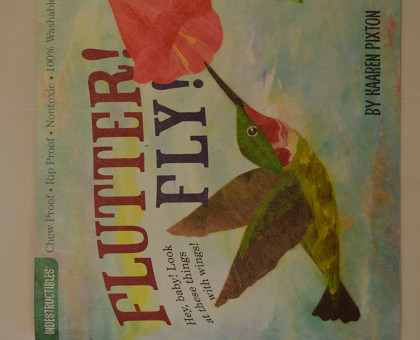 INDESTRUCTIBLES
Chew Proof • Rip Proof • Nontoxic • 100% Washable
FLUTTER!
FLY!
Hey, baby! Look
at these things
with wings!
BY KAAREN PIXTON